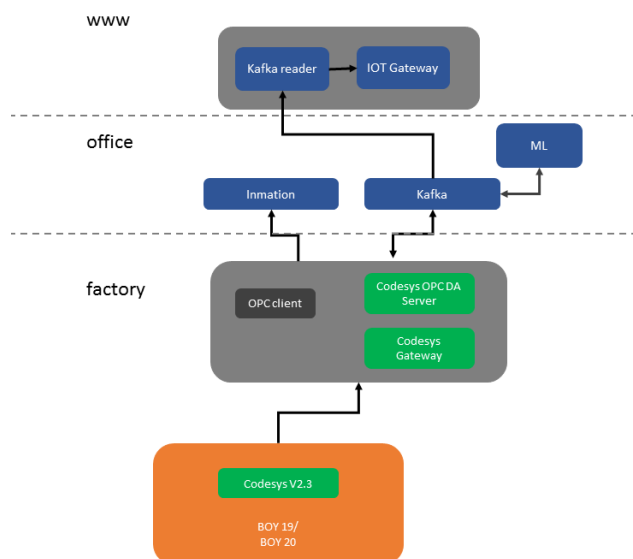 www
Kafka reader
IOT Gateway
office
ML
Inmation
Kafka
factory
OPC client
Codesys OPC DA
Server
Codesys
Gateway
Codesys V2.3
BOY 19/
BOY 20